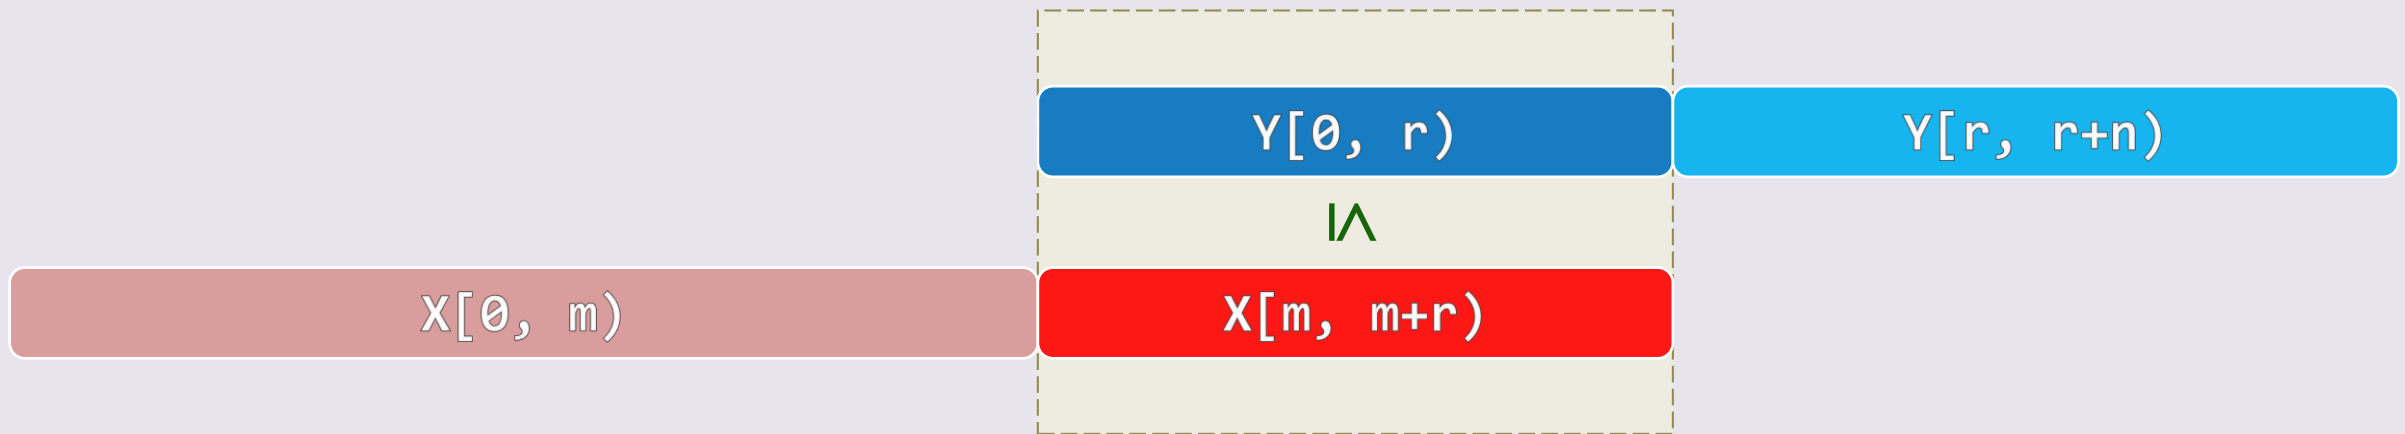 Y[0, r) Y[r, r+n)
≤
X[0, m) X[m, m+r)